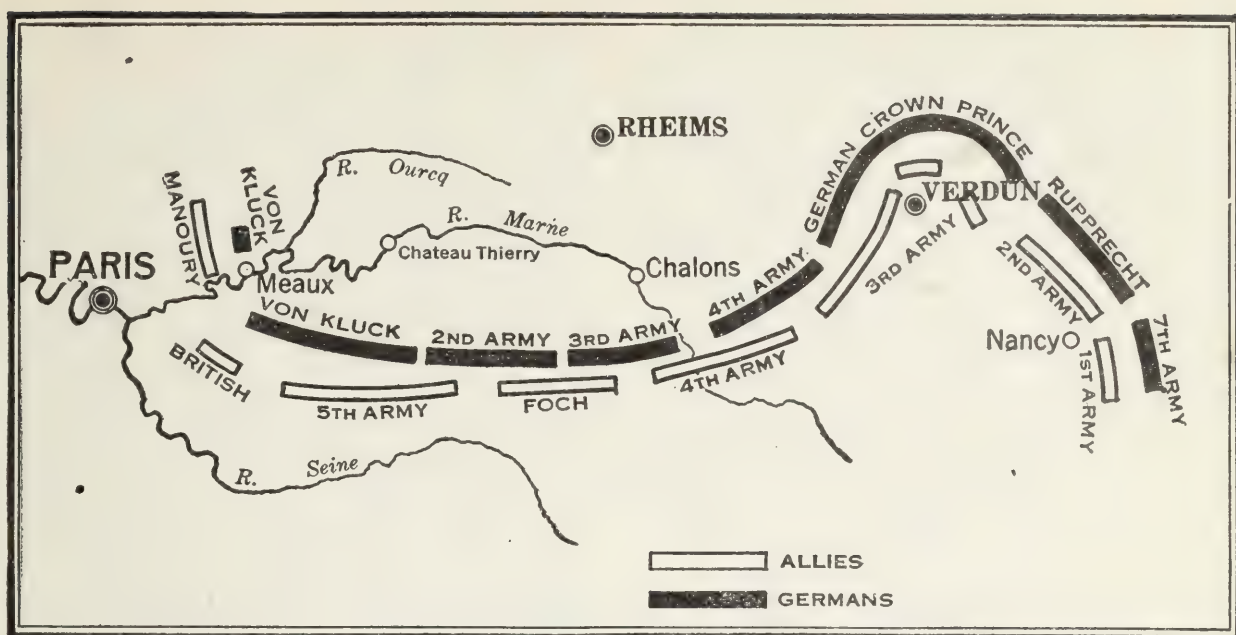 RHEIMS
GERMAN CROWN PRINCE
RUPPRECHT
VERDUN
3RD ARMY
2ND ARMY
R. Ourcq
MANOURY
VON
KLUCK
R. Marne
Chateau Thierry
PARIS
Meaux
Chalons
4TH ARMY
VON KLUCK
2ND ARMY
3RD ARMY
Nancy
7TH ARMY
1ST ARMY
BRITISH
5TH ARMY
FOCH
4TH ARMY
R. Seine
ALLIES
GERMANS